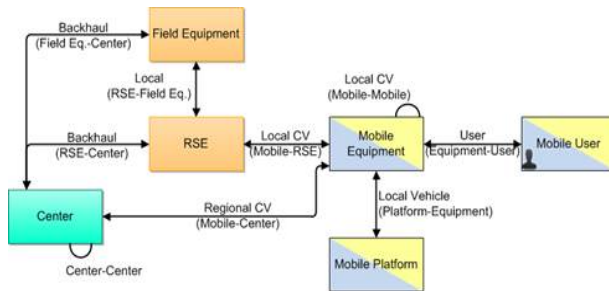 Backhaul
(Field Eq.-Center)
Field Equipment
Local
(RSE-Field Eq.)
Local CV
(Mobile-Mobile)
Backhaul
(RSE-Center)
RSE
Local CV
(Mobile-RSE)
Mobile
Equipment
User
(Equipment-User)
Mobile User
Center
Regional CV
(Mobile-Center)
Local Vehicle
(Platform-Equipment)
Center-Center
Mobile Platform